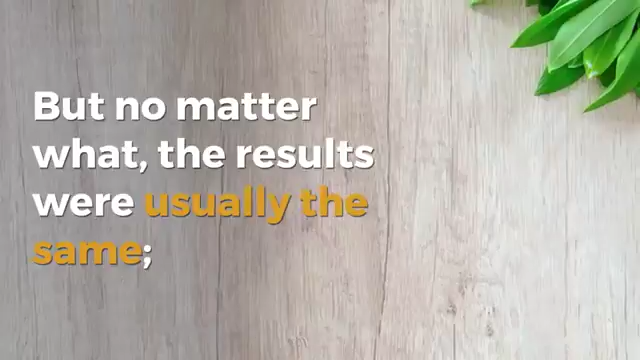 But no matter
what, the results
were usually the
same;